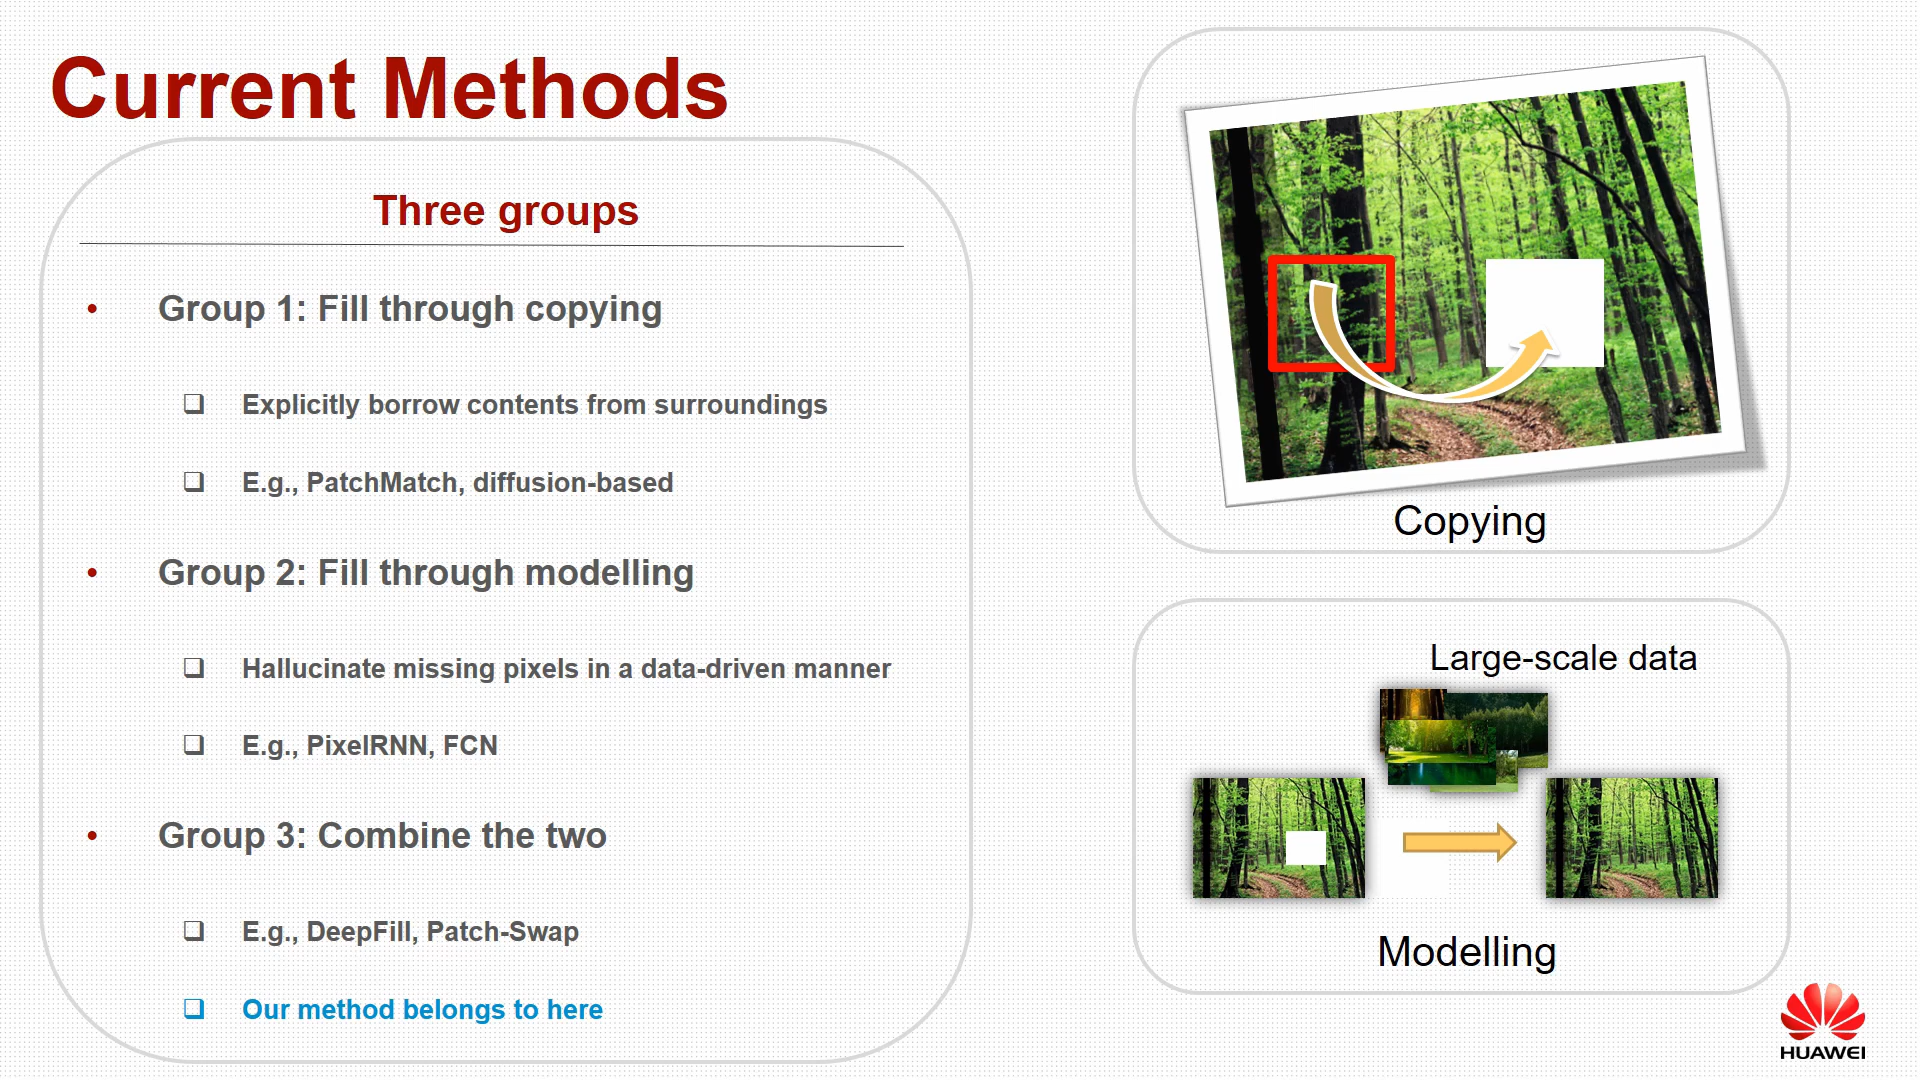 Current Methods
Three groups
• Group 1: Fill through copying
❑ Explicitly borrow contents from surroundings
❑ E.g., PatchMatch, diffusion-based
• Group 2: Fill through modelling
❑ Hallucinate missing pixels in a data-driven manner
❑ E.g., PixelRNN, FCN
• Group 3: Combine the two
❑ E.g., DeepFill, Patch-Swap
❑ Our method belongs to here
Copying
Large-scale data
Modelling
HUAWEI